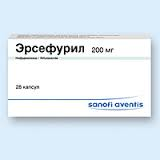 Эрсефурил 200 мг
28 капсул
sanofi aventis